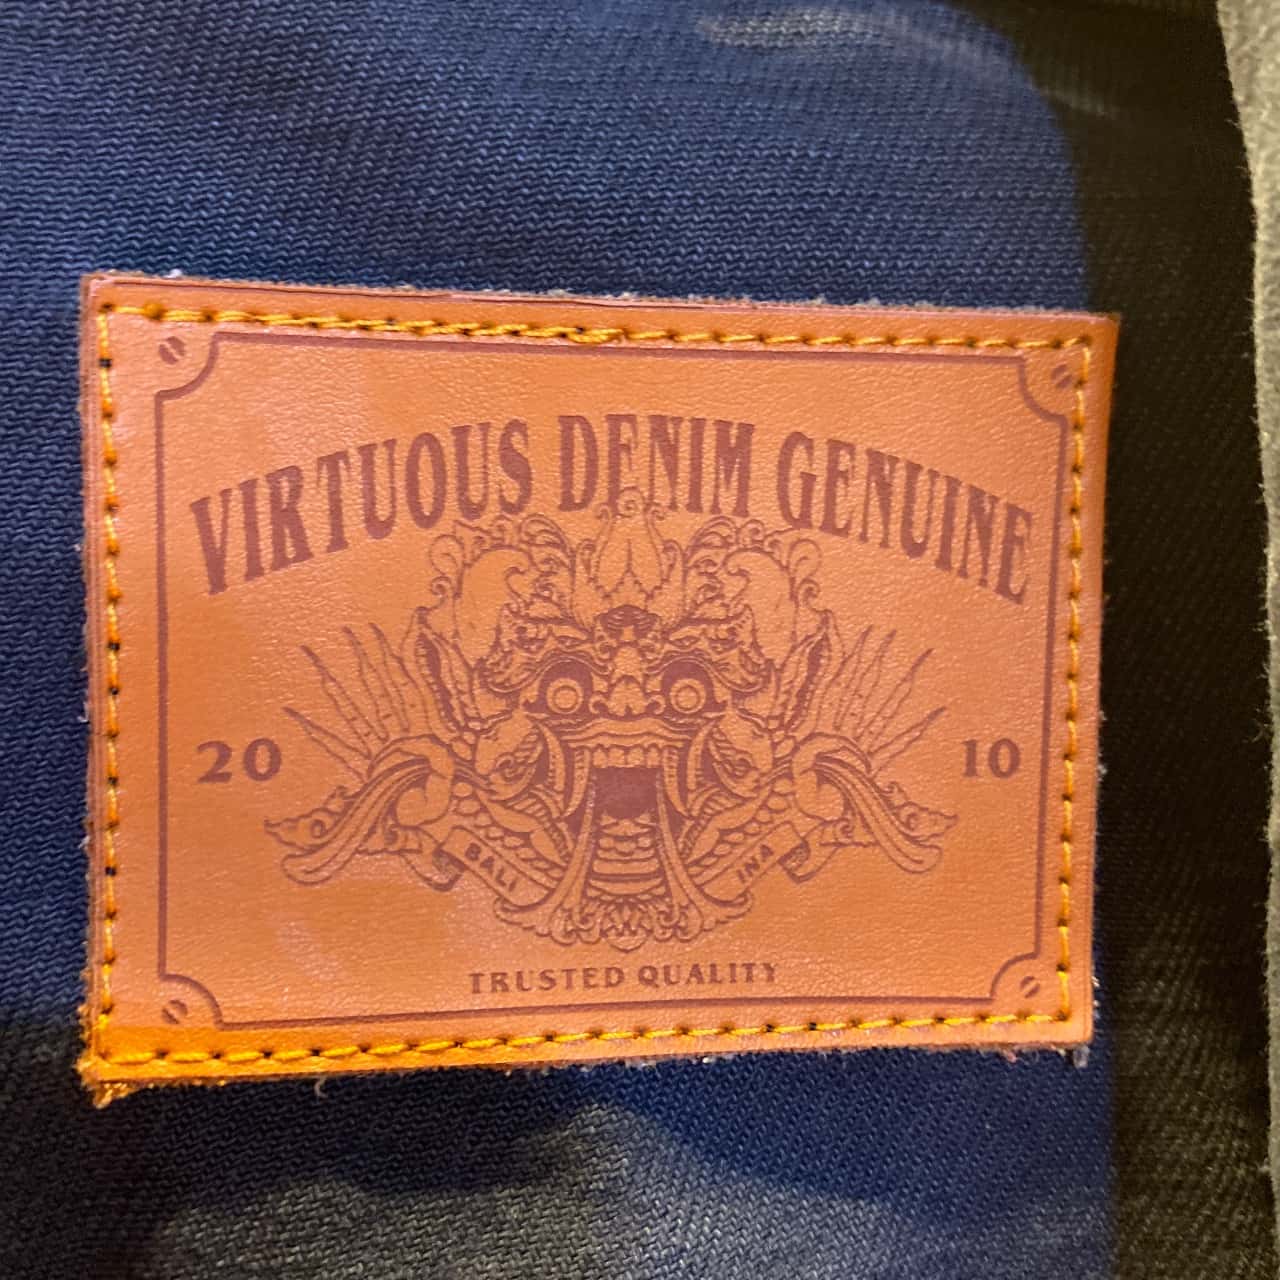 VIRTUOUS DENIM GENUINE
20 10
BALI INA
TRUSTED QUALITY